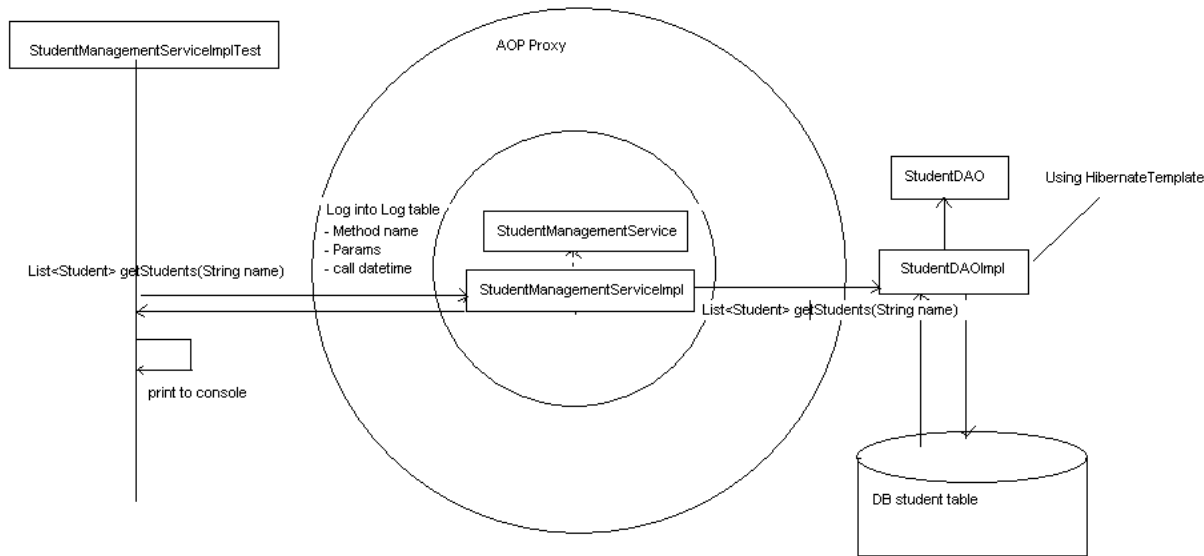 StudentManagementServiceImplTest
AOP Proxy
Log into Log table
- Method name
- Params
- call datetime
StudentManagementService
StudentManagementServiceImpl
List<Student> getStudents(String name)
print to console
StudentDAO
Using HibernateTemplate
StudentDAOImpl
List<Student> getStudents(String name)
DB student table